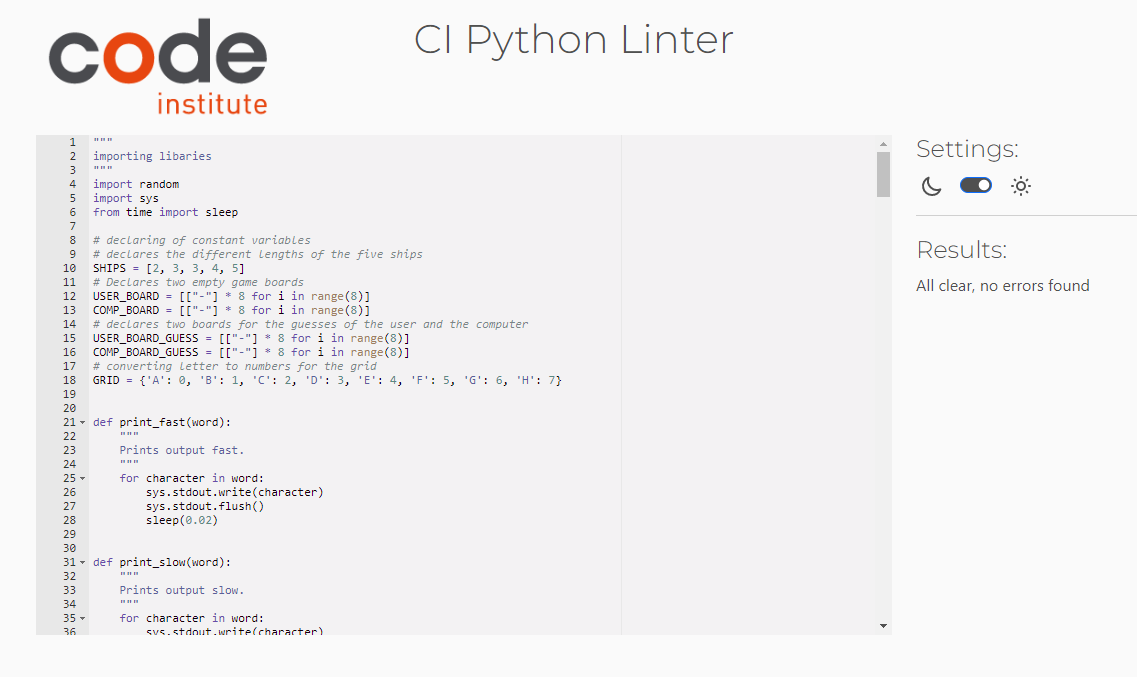 code
institute
CI Python Linter
1 """
2 importing libaries
3 """
4 import random
5 import sys
6 from time import sleep
7
8 # declaring of constant variables
9 # declares the different lengths of the five ships
10 SHIPS = [2, 3, 3, 4, 5]
11 # Declares two empty game boards
12 USER_BOARD = [["-"] * 8 for i in range(8)]
13 COMP_BOARD = [["-"] * 8 for i in range(8)]
14 # declares two boards for the guesses of the user and the computer
15 USER_BOARD_GUESS = [["-"] * 8 for i in range(8)]
16 COMP_BOARD_GUESS = [["-"] * 8 for i in range(8)]
17 # converting letter to numbers for the grid
18 GRID = {'A': 0, 'B': 1, 'C': 2, 'D': 3, 'E': 4, 'F': 5, 'G': 6, 'H': 7}
19
20
21 def print_fast(word):
22 """
23 Prints output fast.
24 """
25 for character in word:
26 sys.stdout.write(character)
27 sys.stdout.flush()
28 sleep(0.02)
29
30
31 def print_slow(word):
32 """
33 Prints output slow.
34 """
35 for character in word:
36 sys.stdout.write(character)
Settings:
Results:
All clear, no errors found